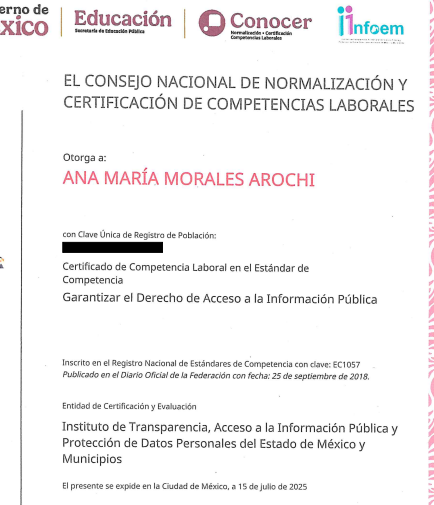 erno de
xico
Educación
Secretaría de Educación Pública
Conocer
Normalización + Certificación
Competencias Laborales
infoem
EL CONSEJO NACIONAL DE NORMALIZACIÓN Y
CERTIFICACIÓN DE COMPETENCIAS LABORALES
Otorga a:
ANA MARÍA MORALES AROCHI
con Clave Única de Registro de Población:
Certificado de Competencia Laboral en el Estándar de
Competencia
Garantizar el Derecho de Acceso a la Información Pública
Inscrito en el Registro Nacional de Estándares de Competencia con clave: EC1057
Publicado en el Diario Oficial de la Federación con fecha: 25 de septiembre de 2018.
Entidad de Certificación y Evaluación
Instituto de Transparencia, Acceso a la Información Pública y
Protección de Datos Personales del Estado de México y
Municipios
El presente se expide en la Ciudad de México, a 15 de julio de 2025